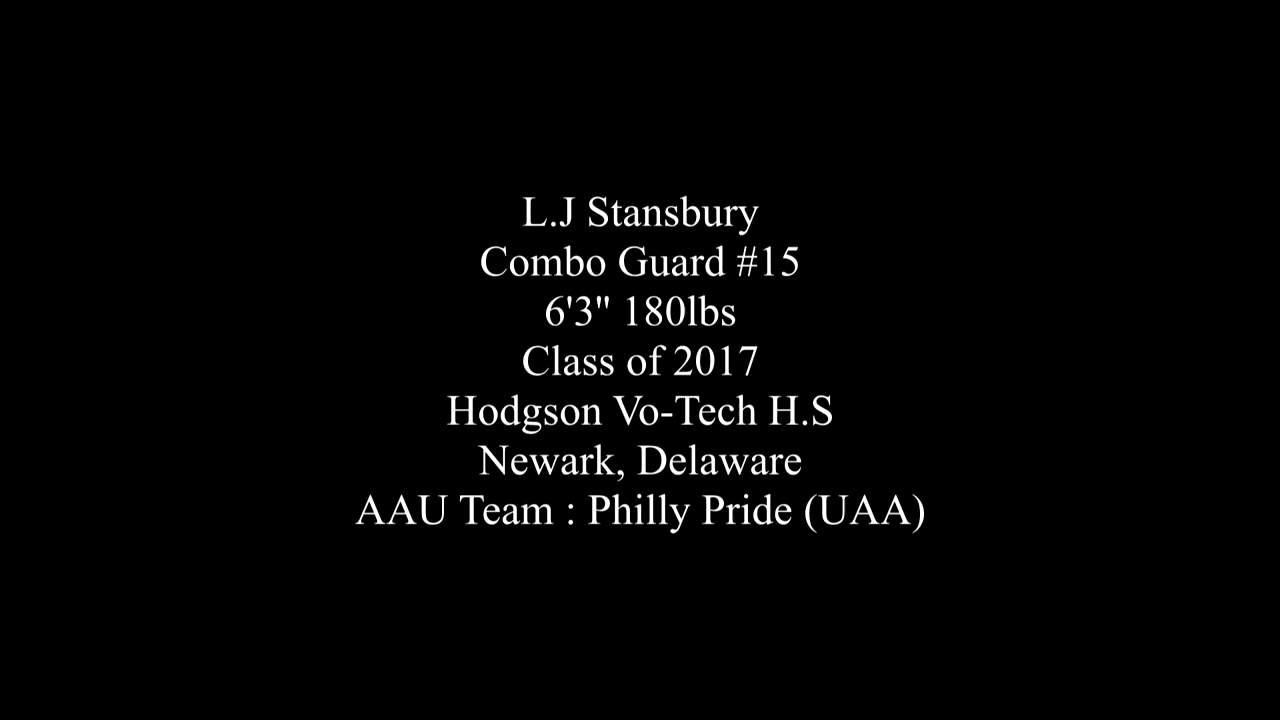 L.J Stansbury
Combo Guard #15
6'3" 180lbs
Class of 2017
Hodgson Vo-Tech H.S
Newark, Delaware
AAU Team : Philly Pride (UAA)